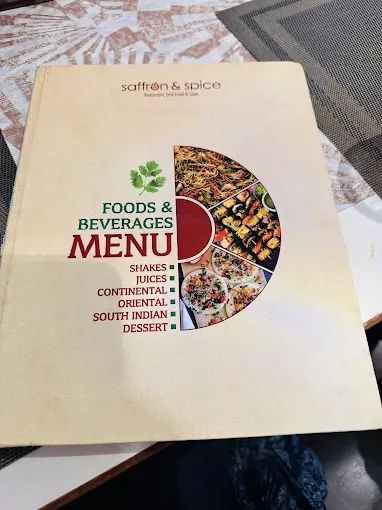 saffron & spice
FOODS &
BEVERAGES
MENU
SHAKES
JUICES
CONTINENTAL
ORIENTAL
SOUTH INDIAN
DESSERT